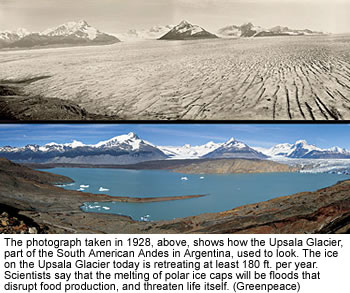 The photograph taken in 1928, above, shows how the Upsala Glacier,
part of the South American Andes in Argentina, used to look. The ice
on the Upsala Glacier today is retreating at least 180 ft. per year.
Scientists say that the melting of polar ice caps will be floods that
disrupt food production, and threaten life itself. (Greenpeace)